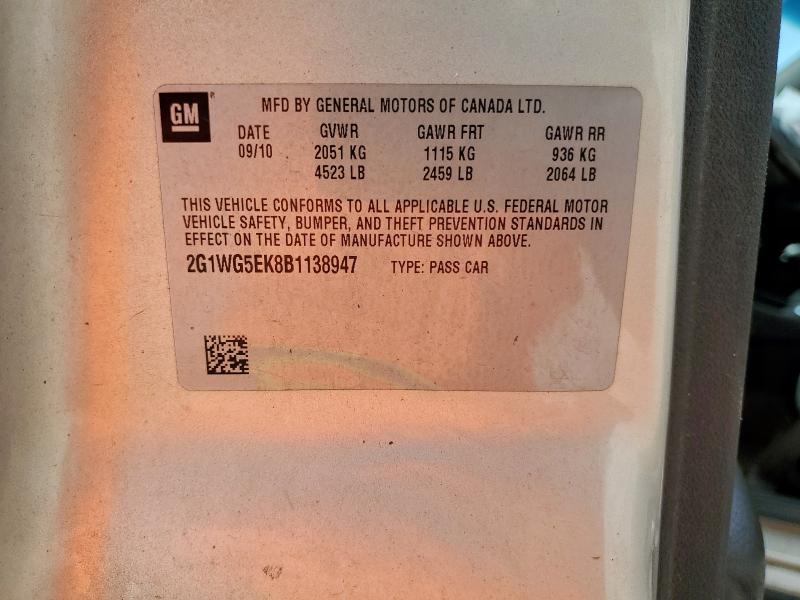 GM ® MFD BY GENERAL MOTORS OF CANADA LTD.
DATE GVWR GAWR FRT GAWR RR
09/10 2051 KG 1115 KG 936 KG
4523 LB 2459 LB 2064 LB
THIS VEHICLE CONFORMS TO ALL APPLICABLE U.S. FEDERAL MOTOR
VEHICLE SAFETY, BUMPER, AND THEFT PREVENTION STANDARDS IN
EFFECT ON THE DATE OF MANUFACTURE SHOWN ABOVE.
2G1WG5EK8B1138947 TYPE: PASS CAR